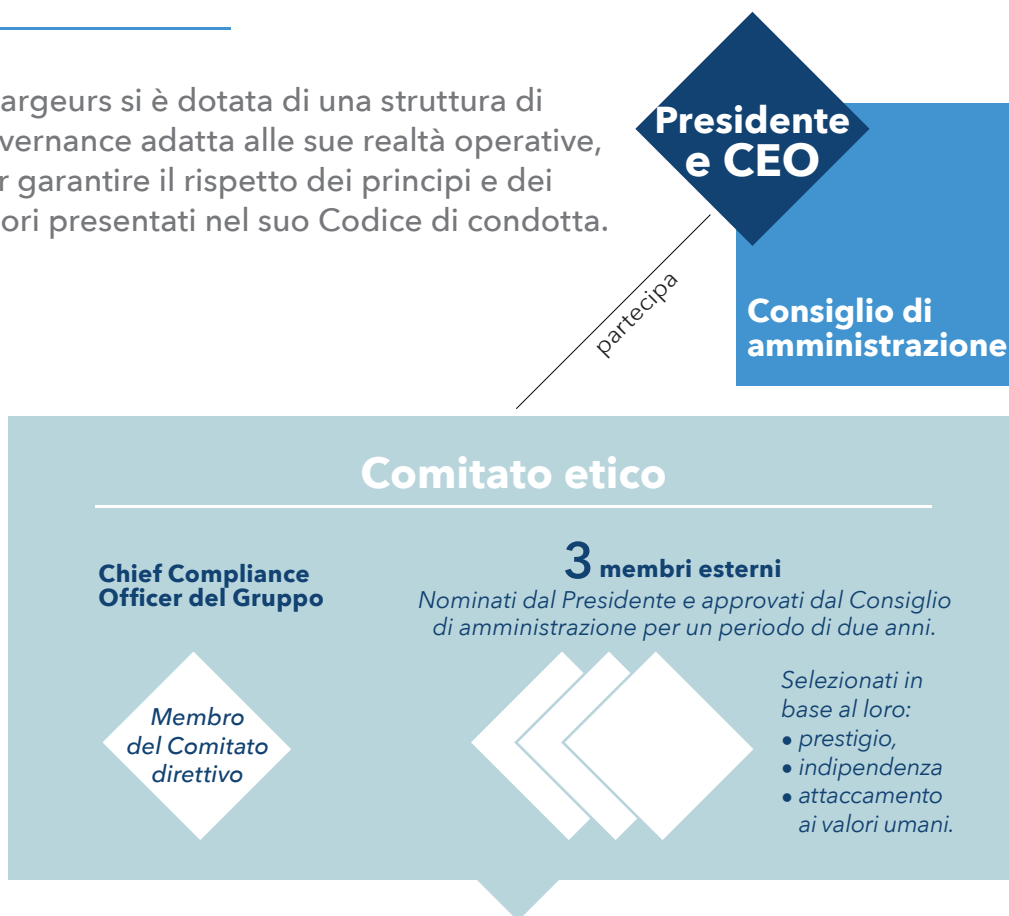 argeurs si è dotata di una struttura di
vernance adatta alle sue realtà operative,
r garantire il rispetto dei principi e dei
ori presentati nel suo Codice di condotta.
Presidente
e CEO
Consiglio di
amministrazione
partecipa
Comitato etico
Chief Compliance
Officer del Gruppo
3 membri esterni
Nominati dal Presidente e approvati dal Consiglio
di amministrazione per un periodo di due anni.
Membro
del Comitato
direttivo
Selezionati in
base al loro:
• prestigio,
• indipendenza
• attaccamento
ai valori umani.